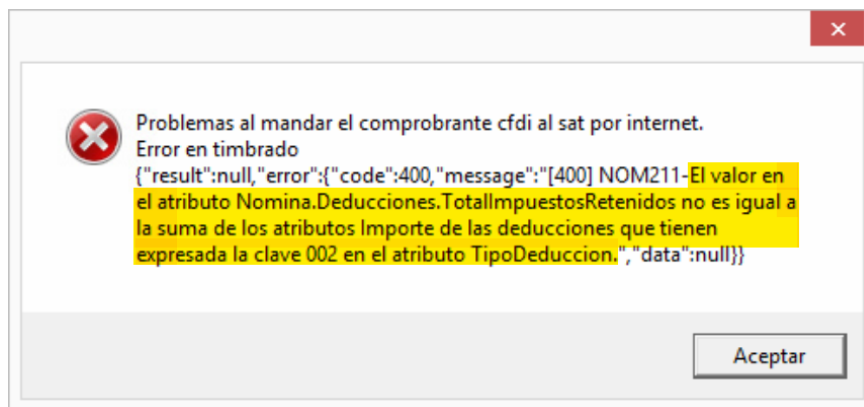 Problemas al mandar el comprobrante cfdi al sat por internet.
Error en timbrado
{"result":null,"error":{"code":400,"message":"[400] NOM211-El valor en
el atributo Nomina.Deducciones.TotalImpuestosRetenidos no es igual a
la suma de los atributos Importe de las deducciones que tienen
expresada la clave 002 en el atributo TipoDeduccion.","data":null}}
Aceptar